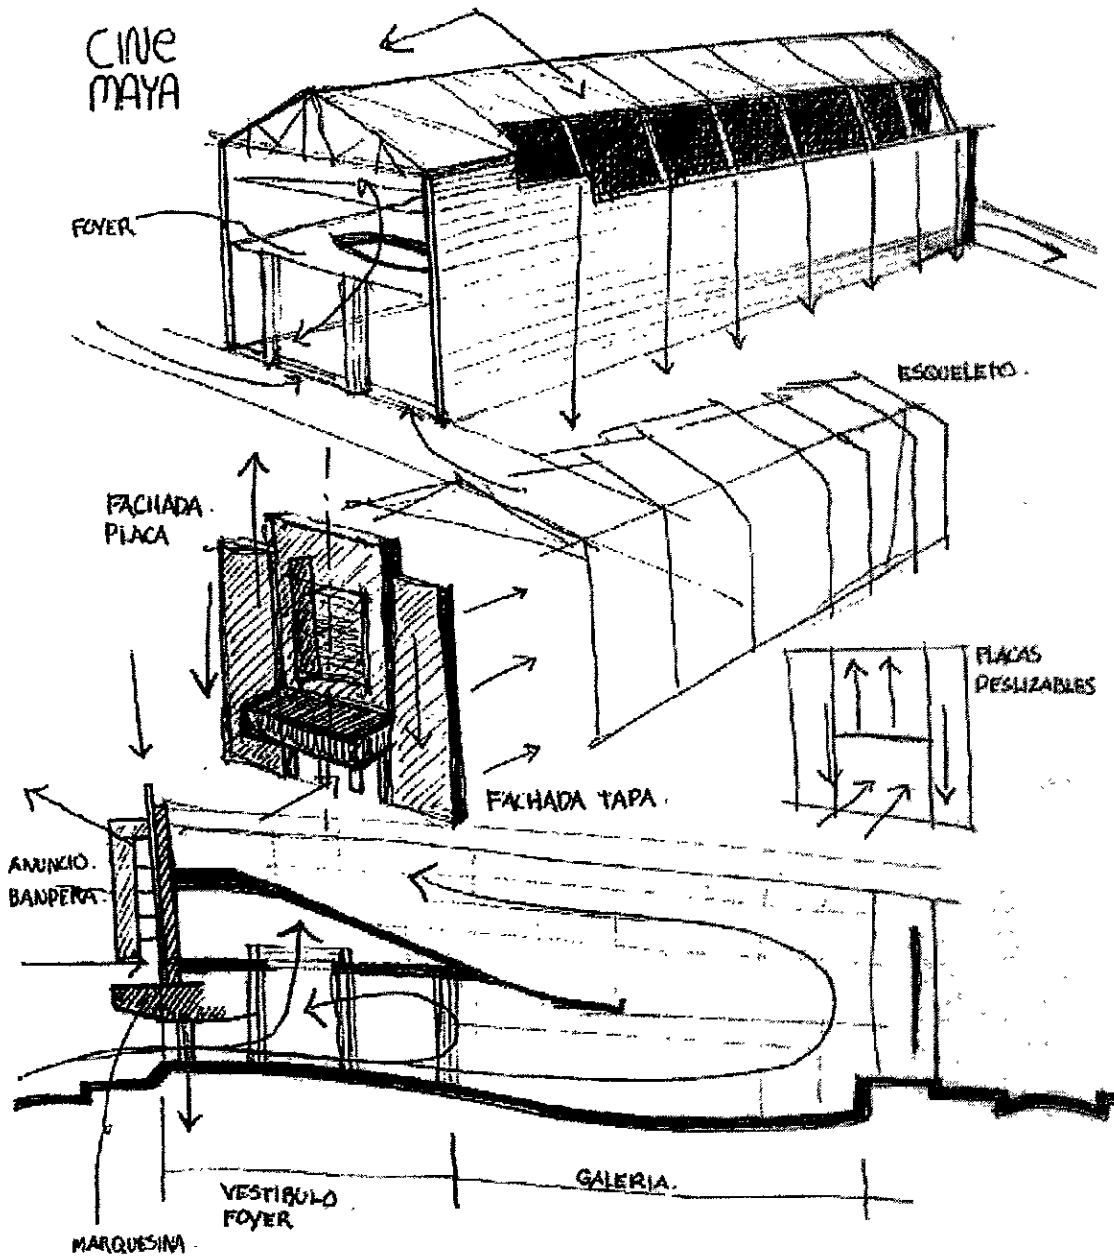 CINE
MAYA
FOYER
ESQUELETO.
FACHADA
PLACA
PLACAS
DESLIZABLES
FACHADA TAPA.
ANUNCIO.
BANDERA.
GALERIA.
VESTIBULO
FOYER
MARQUESINA